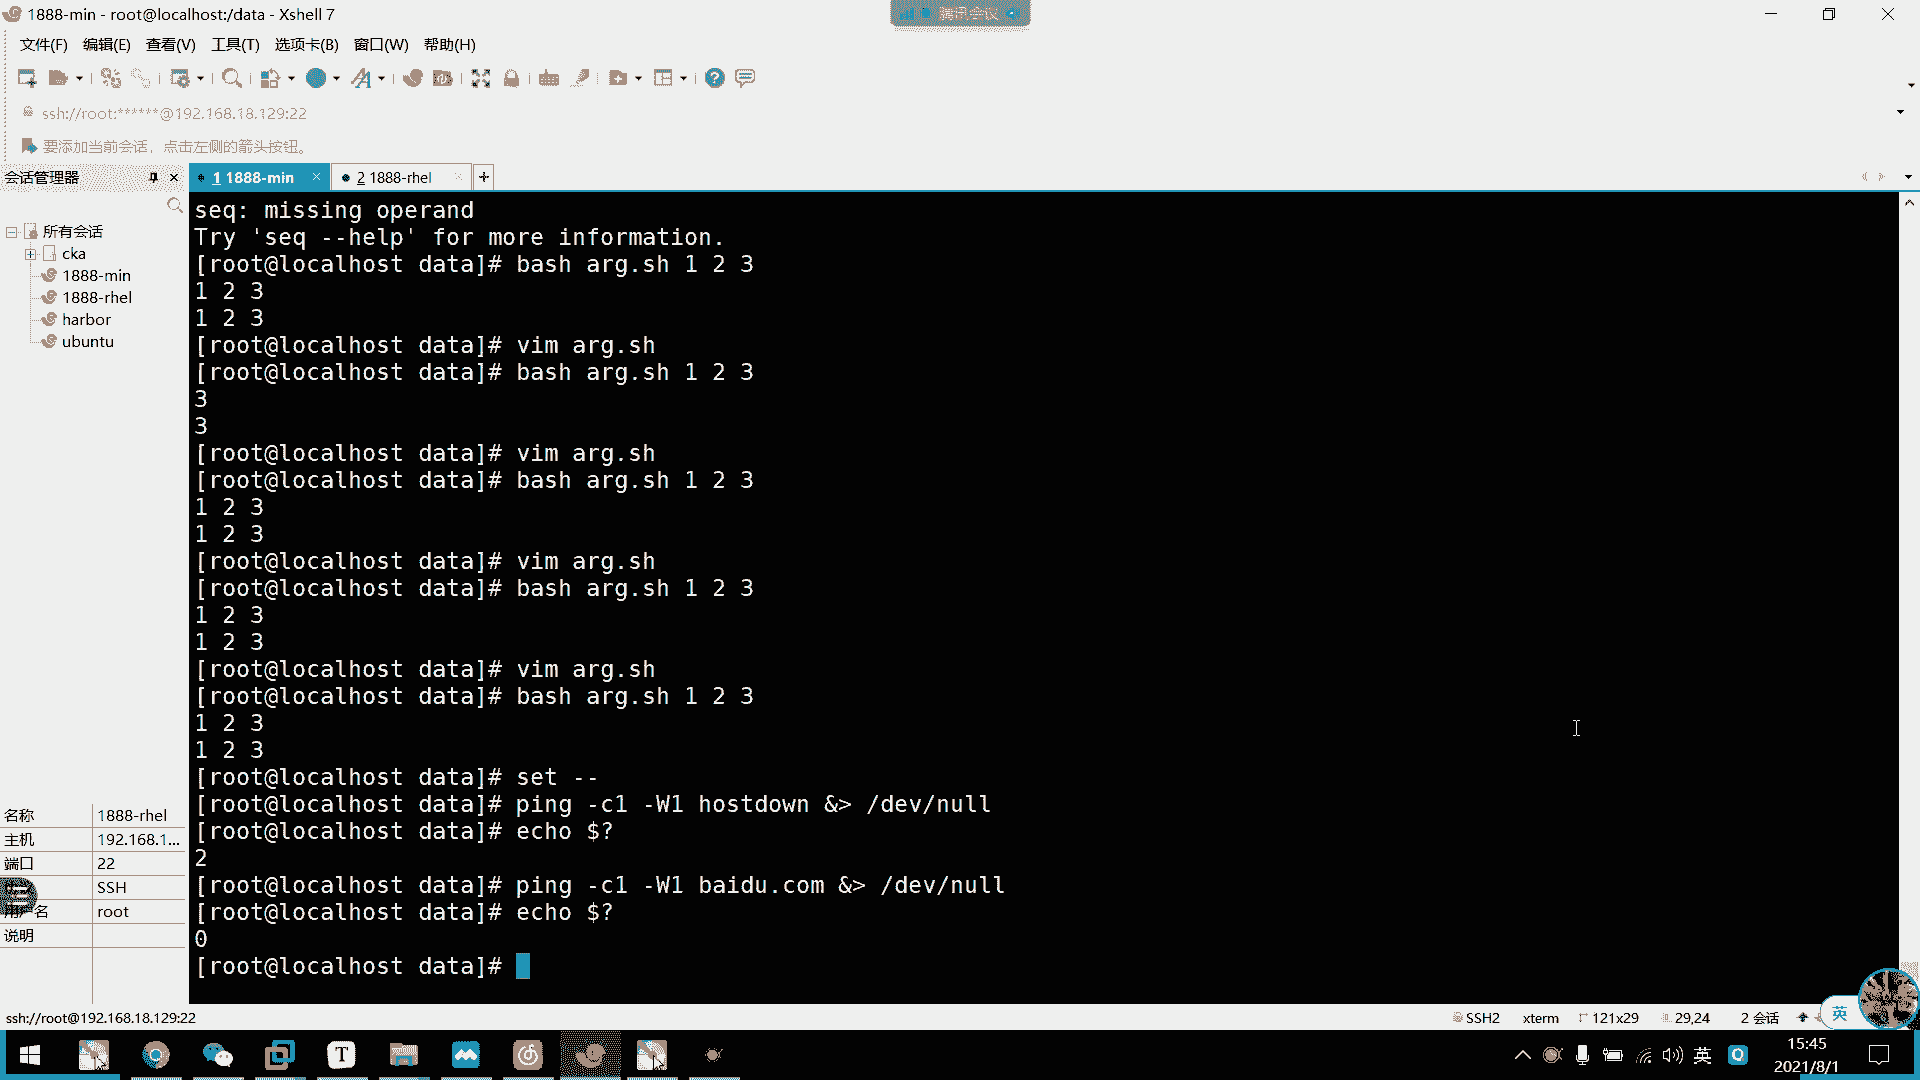 1888-min - root@localhost:/data - Xshell 7
文件(F) 编辑(E) 查看(V) 工具(T) 选项卡(B) 窗口(W) 帮助(H)
ssh://root:******@192.168.18.129:22
要添加当前会话，点击左侧的箭头按钮。
会话管理器
1 1888-min
2 1888-rhel
所有会话
cka
1888-min
1888-rhel
harbor
ubuntu
seq: missing operand
Try 'seq --help' for more information.
[root@localhost data]# bash arg.sh 1 2 3
1 2 3
1 2 3
[root@localhost data]# vim arg.sh
[root@localhost data]# bash arg.sh 1 2 3
3
3
[root@localhost data]# vim arg.sh
[root@localhost data]# bash arg.sh 1 2 3
1 2 3
1 2 3
[root@localhost data]# vim arg.sh
[root@localhost data]# bash arg.sh 1 2 3
1 2 3
1 2 3
[root@localhost data]# vim arg.sh
[root@localhost data]# bash arg.sh 1 2 3
1 2 3
1 2 3
[root@localhost data]# set --
[root@localhost data]# ping -c1 -W1 hostdown &> /dev/null
[root@localhost data]# echo $?
2
[root@localhost data]# ping -c1 -W1 baidu.com &> /dev/null
[root@localhost data]# echo $?
0
[root@localhost data]#
名称 1888-rhel
主机 192.168.1...
端口 22
SSH
用户名 root
说明
ssh://root@192.168.18.129:22
SSH2 xterm 121x29 29,24 2 会话
英
T
英
15:45
2021/8/1